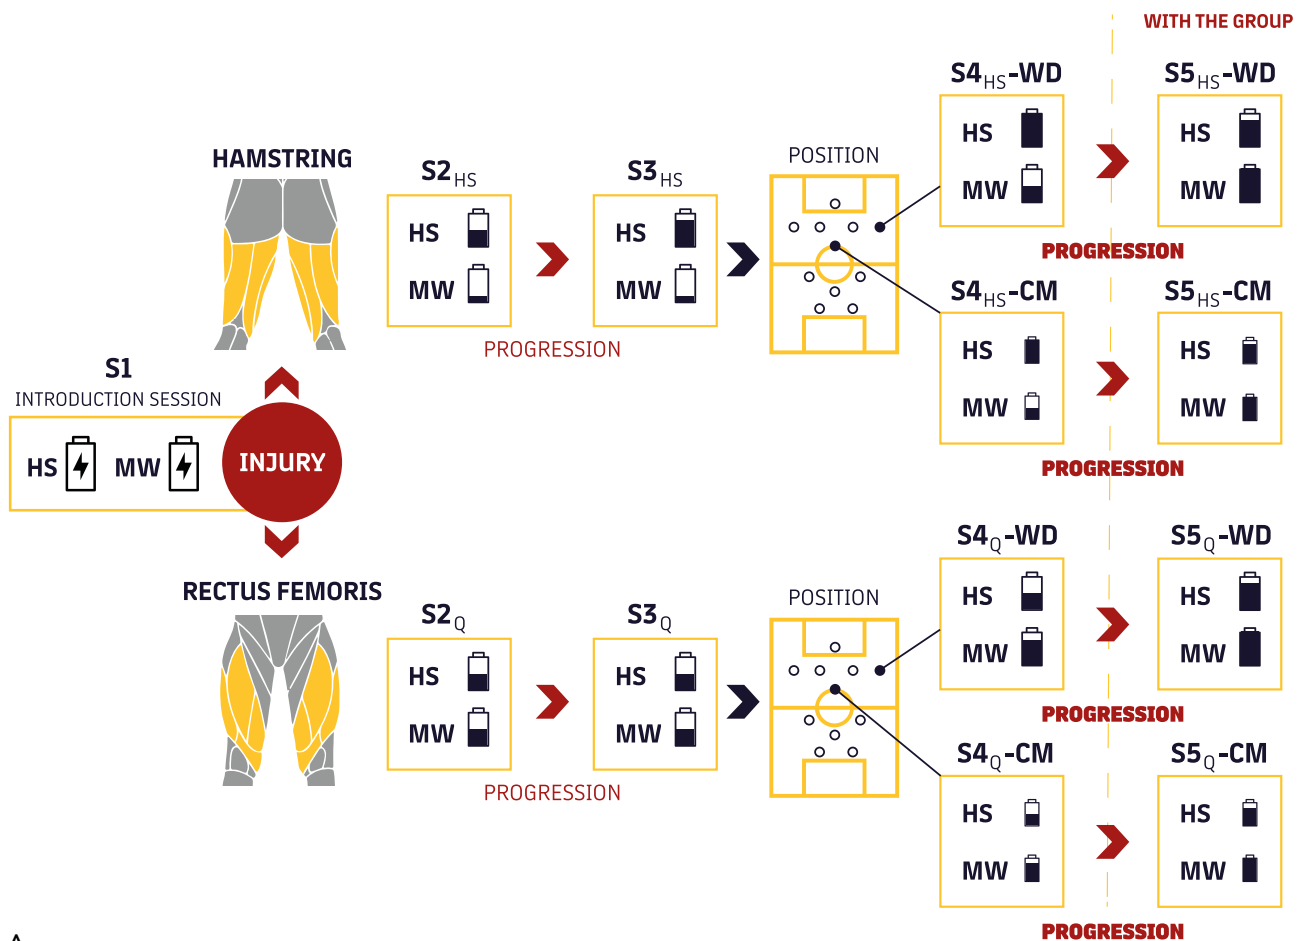 WITH THE GROUP
S4HS-WD
S5HS-WD
HS
HS
MW
MW
PROGRESSION
HAMSTRING
S2HS
S3HS
POSITION
HS
HS
MW
MW
PROGRESSION
S4HS-CM
S5HS-CM
HS
HS
MW
MW
PROGRESSION
S1
INTRODUCTION SESSION
HS
MW
INJURY
RECTUS FEMORIS
S2Q
S3Q
POSITION
HS
HS
MW
MW
PROGRESSION
S4Q-WD
S5Q-WD
HS
HS
MW
MW
PROGRESSION
S4Q-CM
S5Q-CM
HS
HS
MW
MW
PROGRESSION